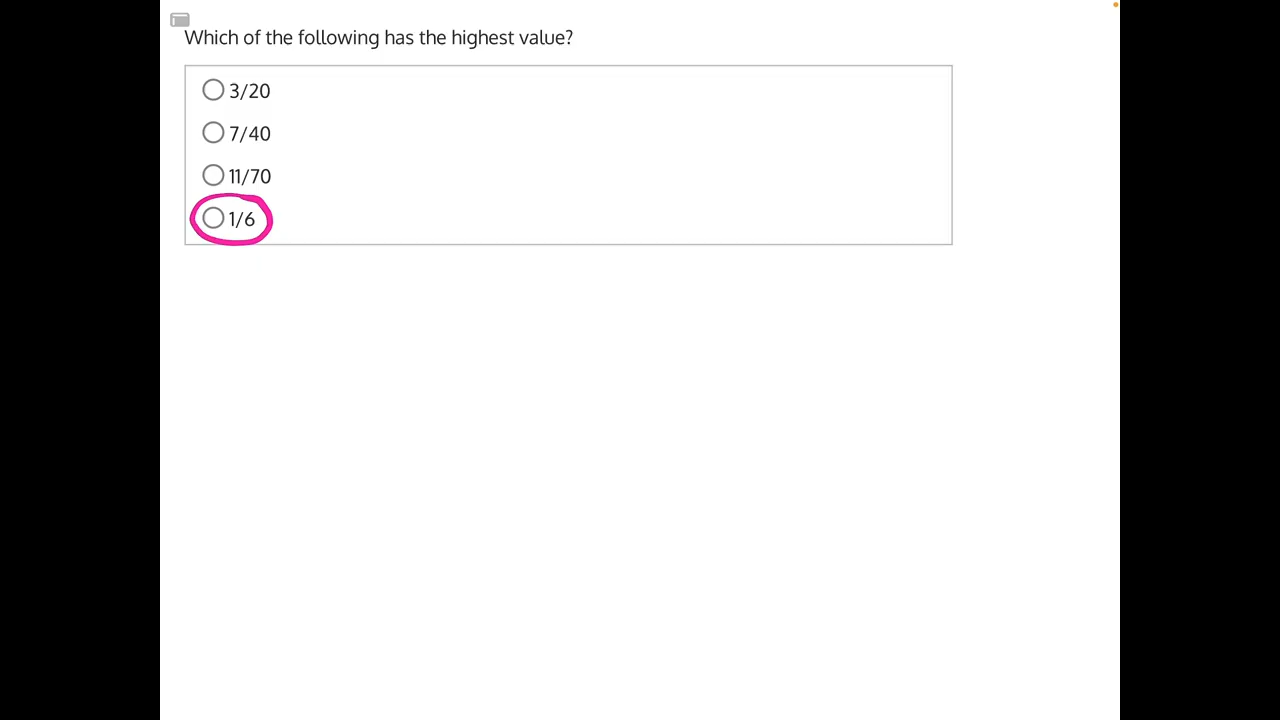 Which of the following has the highest value?
3/20
7/40
11/70
1/6